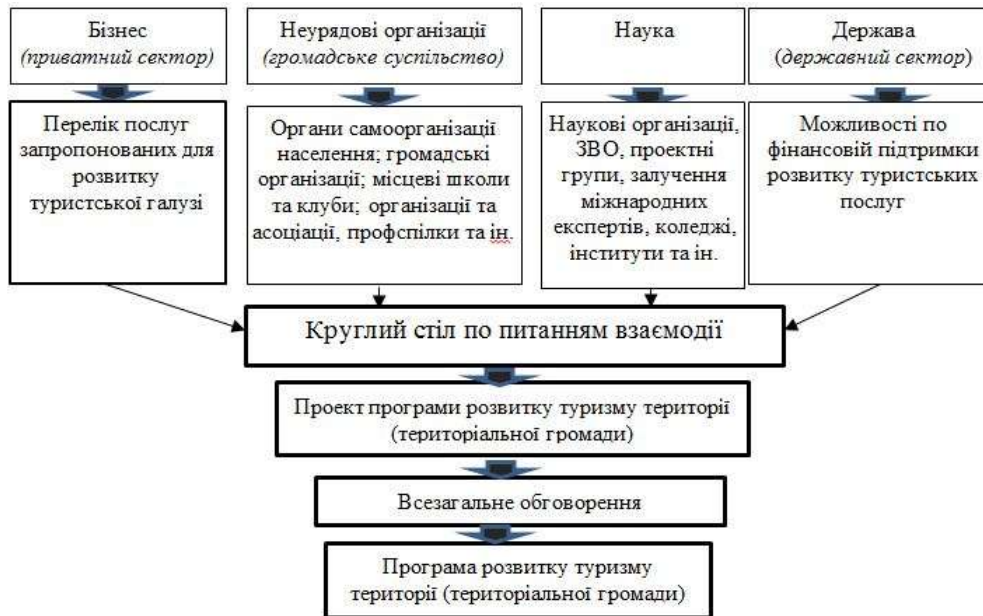 Бізнес
(приватний сектор)
Неурядові організації
(громадське суспільство)
Наука
Держава
(державний сектор)
Перелік послуг
запропонованих для
розвитку
туристської галузі
Органи самоорганізації
населення; громадські
організації; місцеві школи
та клуби; організації та
асоціації, профспілки та ін.
Наукові організації,
ЗВО, проектні
групи, залучення
міжнародних
експертів, коледжі,
інститути та ін.
Можливості по
фінансовій підтримки
розвитку туристських
послуг
Круглий стіл по питанням взаємодії
Проект програми розвитку туризму території
(територіальної громади)
Всезагальне обговорення
Програма розвитку туризму
території (територіальної громади)